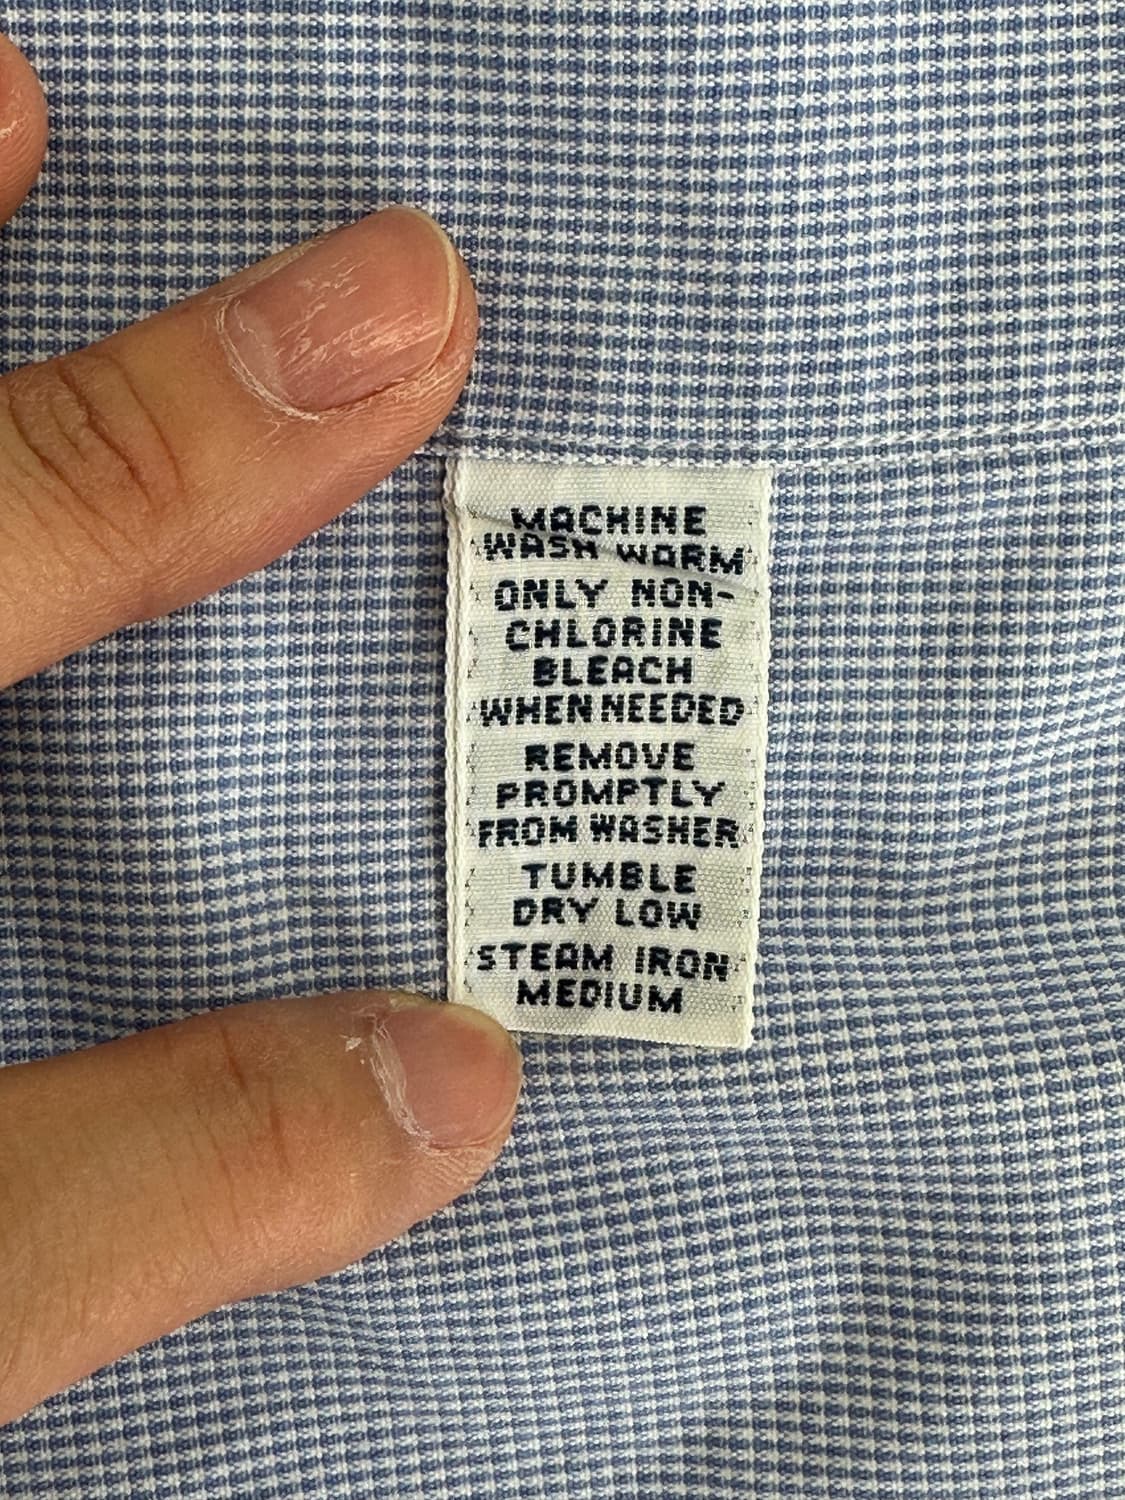 MACHINE
WASH WARM
ONLY NON-
CHLORINE
BLEACH
WHEN NEEDED
REMOVE
PROMPTLY
FROM WASHER
TUMBLE
DRY LOW
STEAM IRON
MEDIUM